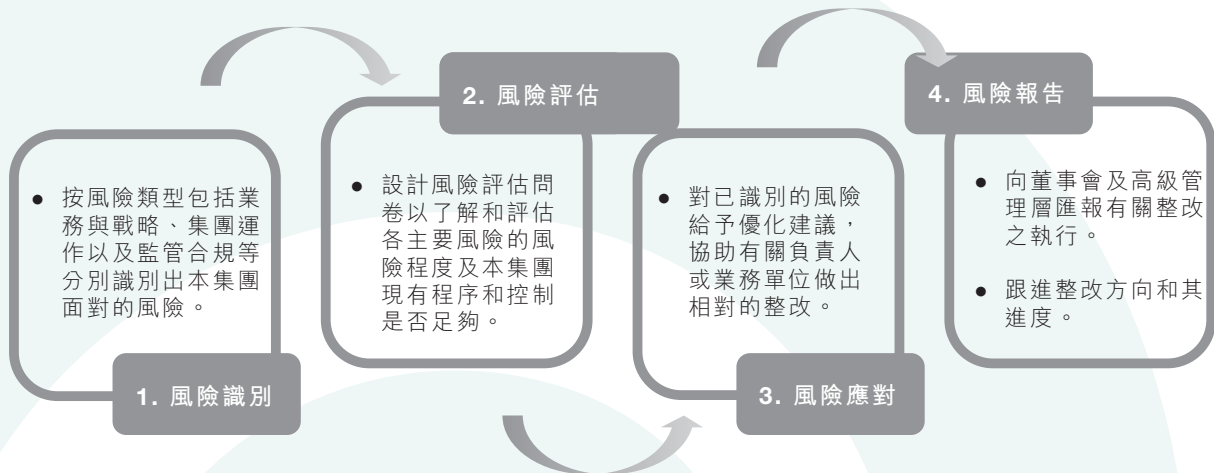 ● 按風險類型包括業
務與戰略、集團運
作以及監管合規等
分別識別出本集團
面對的風險。
1. 風險識別
2. 風險評估
● 設計風險評估問
卷以了解和評估
各主要風險的風
險程度及本集團
現有程序和控制
是否足夠。
● 對已識別的風險
給予優化建議，
協助有關負責人
或業務單位做出
相對的整改。
3. 風險應對
4. 風險報告
● 向董事會及高級管
理層匯報有關整改
之執行。
● 跟進整改方向和其
進度。